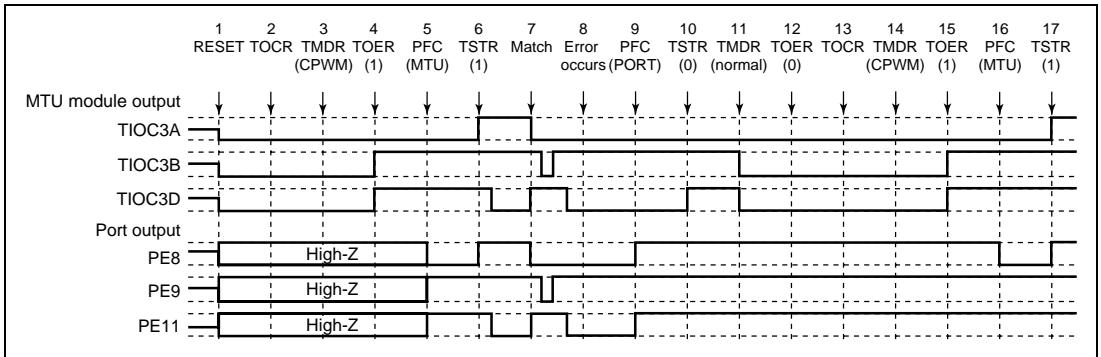 1 2 3 4 5 6 7 8 9 10 11 12 13 14 15 16 17
RESET TOCR TMDR TOER PFC TSTR Match Error PFC TSTR TMDR TOER TOCR TMDR TOER PFC TSTR
(CPWM) (1) (MTU) (1) occurs (PORT) (0) (normal) (0) (CPWM) (1) (MTU) (1)
MTU module output
TIOC3A
TIOC3B
TIOC3D
Port output
PE8 High-Z
PE9 High-Z
PE11 High-Z